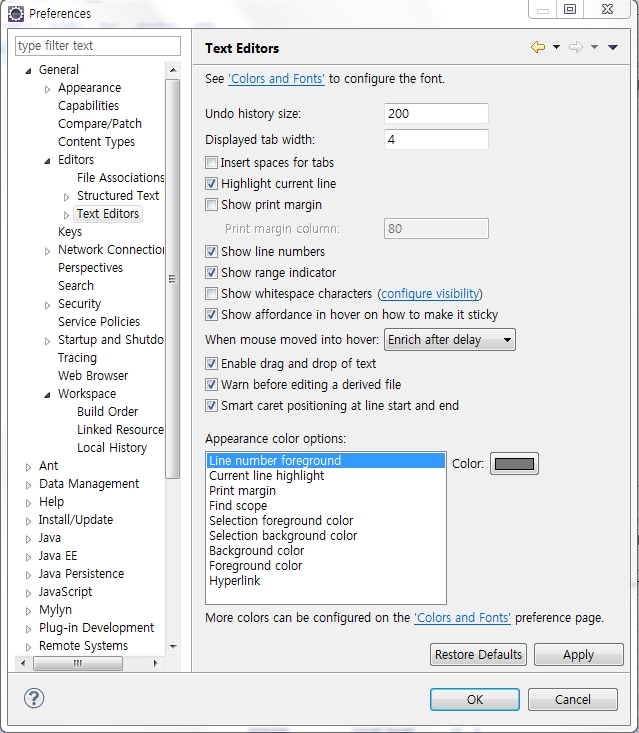 Preferences
type filter text
General
Appearance
Capabilities
Compare/Patch
Content Types
Editors
File Associations
Structured Text
Text Editors
Keys
Network Connection
Perspectives
Search
Security
Service Policies
Startup and Shutdo
Tracing
Web Browser
Workspace
Build Order
Linked Resource
Local History
Ant
Data Management
Help
Install/Update
Java
Java EE
Java Persistence
JavaScript
Mylyn
Plug-in Development
Remote Systems
Text Editors
See 'Colors and Fonts' to configure the font.
Undo history size: 200
Displayed tab width: 4
Insert spaces for tabs
Highlight current line
Show print margin
Print margin column: 80
Show line numbers
Show range indicator
Show whitespace characters (configure visibility)
Show affordance in hover on how to make it sticky
When mouse moved into hover: Enrich after delay
Enable drag and drop of text
Warn before editing a derived file
Smart caret positioning at line start and end
Appearance color options:
Line number foreground
Current line highlight
Print margin
Find scope
Selection foreground color
Selection background color
Background color
Foreground color
Hyperlink
Color:
More colors can be configured on the 'Colors and Fonts' preference page.
Restore Defaults
Apply
OK
Cancel